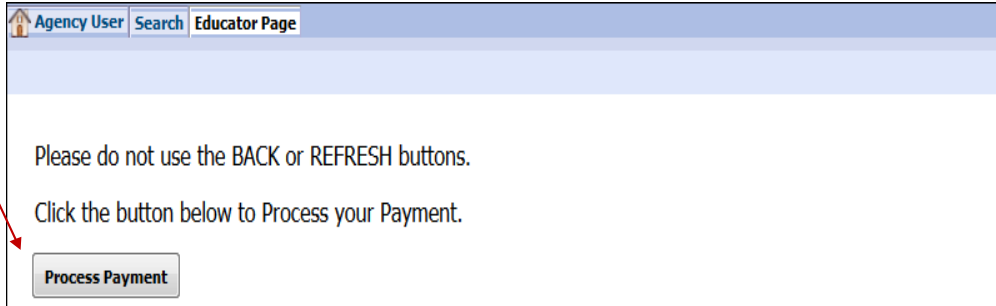 Agency User Search Educator Page
Please do not use the BACK or REFRESH buttons.
Click the button below to Process your Payment.
Process Payment